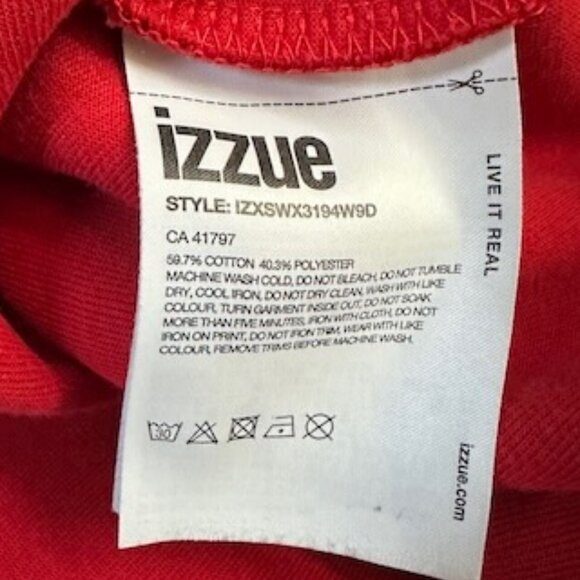 izzue
STYLE: IZXSWX3194W9D
CA 41797
59.7% COTTON 40.3% POLYESTER
MACHINE WASH COLD, DO NOT BLEACH, DO NOT TUMBLE
DRY, COOL IRON, DO NOT DRY CLEAN, WASH WITH LIKE
COLOUR, TURN GARMENT INSIDE OUT, DO NOT SOAK
MORE THAN FIVE MINUTES, IRON WITH CLOTH, DO NOT
IRON ON PRINT, DO NOT IRON TRIM, WEAR WITH LIKE
COLOUR, REMOVE TRIMS BEFORE MACHINE WASH.
30
LIVE IT REAL
izzue.com